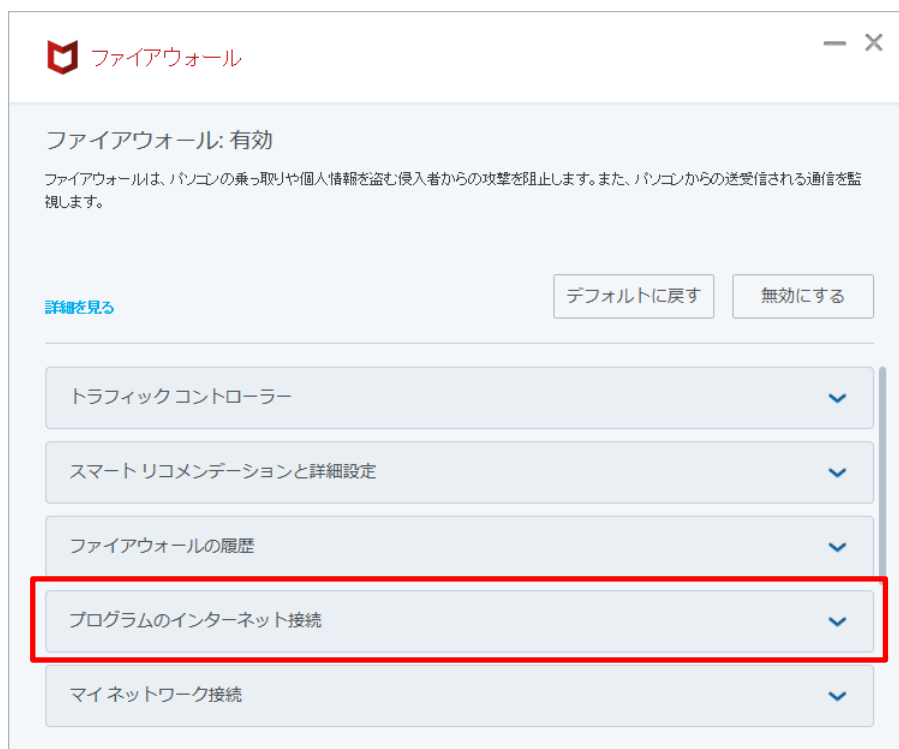 ファイアウォール
ファイアウォール: 有効
ファイアウォールは、パソコンの乗っ取りや個人情報を盗む侵入者からの攻撃を阻止します。また、パソコンからの送受信される通信を監
視します。
詳細を見る
デフォルトに戻す
無効にする
トラフィック コントローラー
スマート リコメンデーションと詳細設定
ファイアウォールの履歴
プログラムのインターネット接続
マイ ネットワーク接続